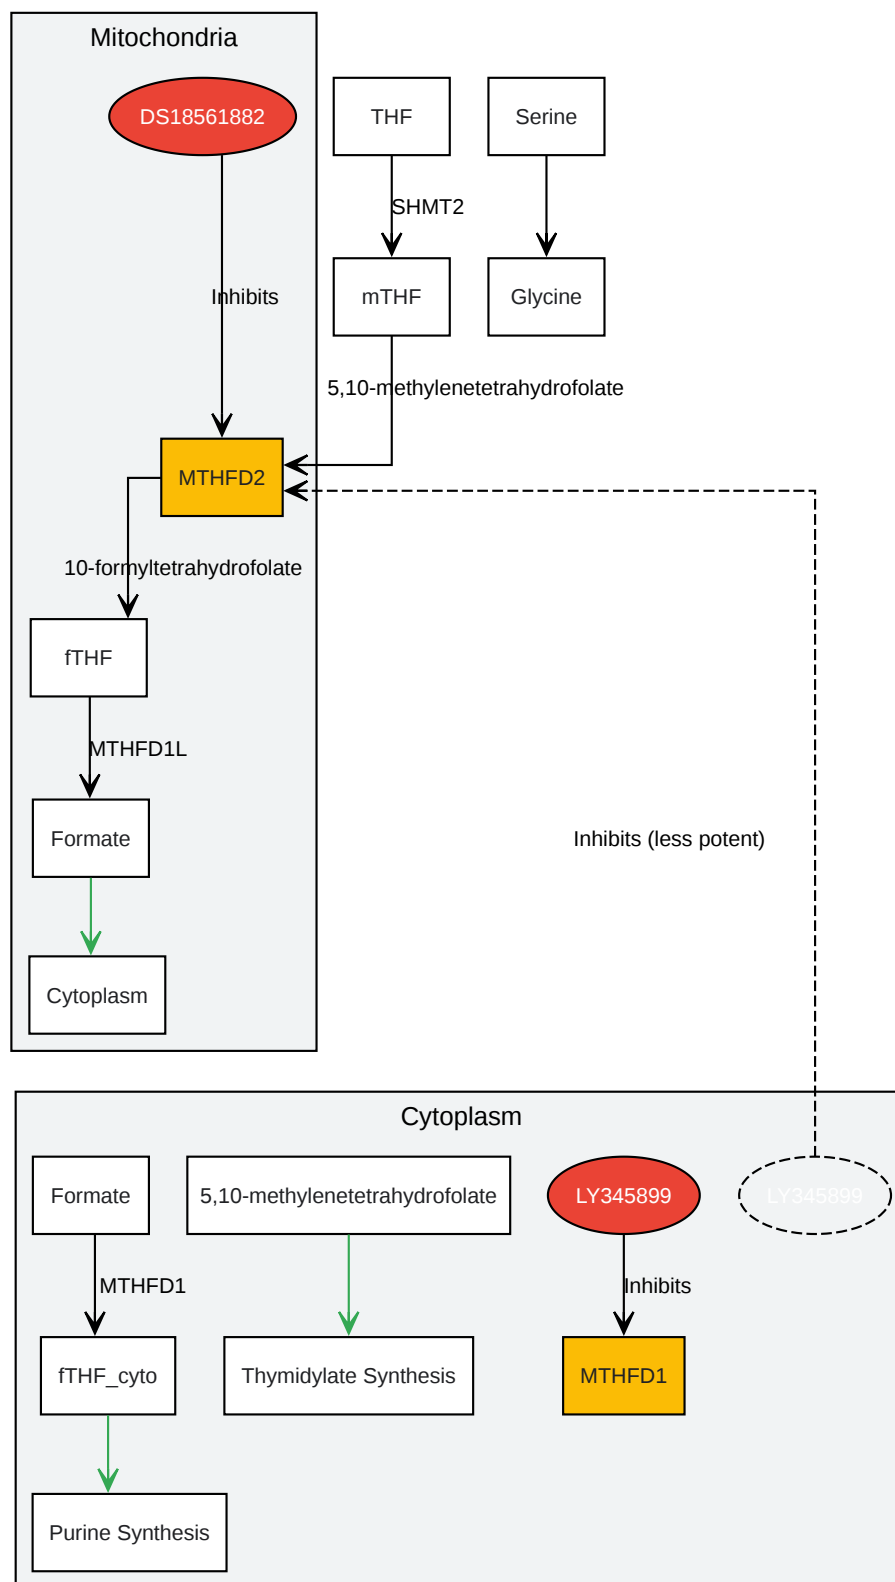 Mitochondria
DS18561882
THF
Serine
SHMT2
Inhibits
mTHF
Glycine
5,10-methylenetetrahydrofolate
MTHFD2
10-formyltetrahydrofolate
fTHF
MTHFD1L
Formate
Inhibits (less potent)
Cytoplasm
Cytoplasm
Formate
5,10-methylenetetrahydrofolate
LY345899
LY345899
MTHFD1
Inhibits
fTHF_cyto
Thymidylate Synthesis
MTHFD1
Purine Synthesis